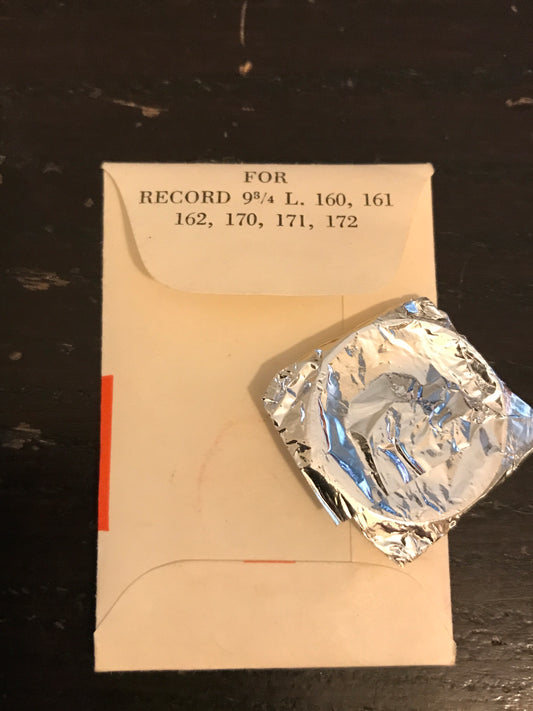 FOR
RECORD 9¾ L. 160, 161
162, 170, 171, 172